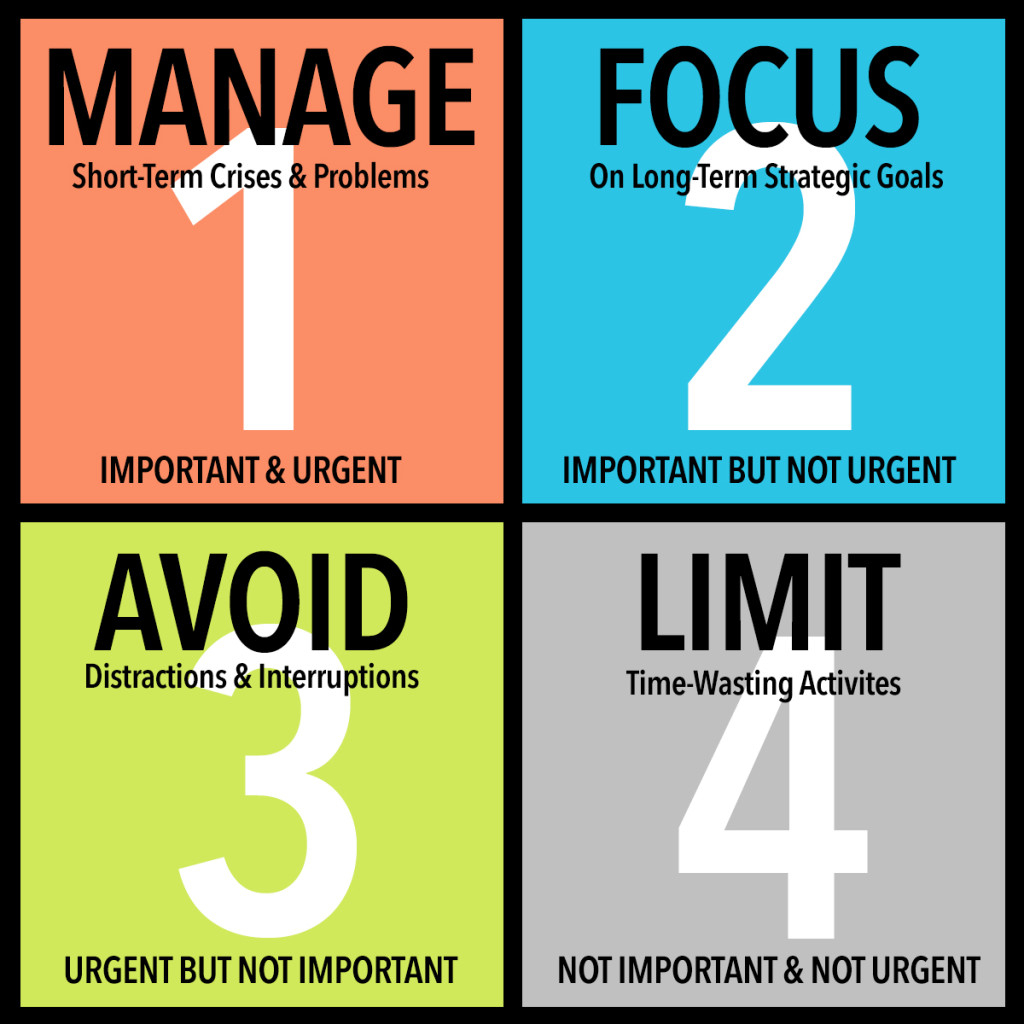 MANAGE
Short-Term Crises & Problems
1
IMPORTANT & URGENT
FOCUS
On Long-Term Strategic Goals
2
IMPORTANT BUT NOT URGENT
AVOID
Distractions & Interruptions
3
URGENT BUT NOT IMPORTANT
LIMIT
Time-Wasting Activites
4
NOT IMPORTANT & NOT URGENT